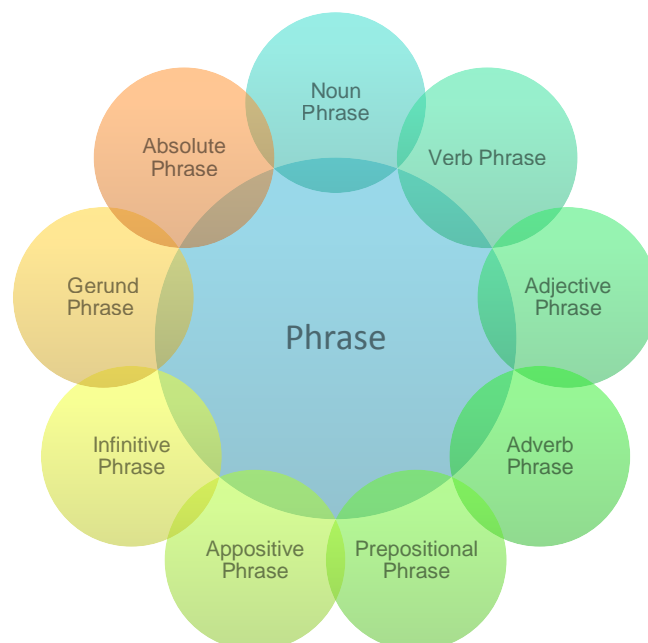 Noun
Phrase
Verb Phrase
Adjective
Phrase
Adverb
Phrase
Prepositional
Phrase
Appositive
Phrase
Infinitive
Phrase
Gerund
Phrase
Absolute
Phrase
Phrase